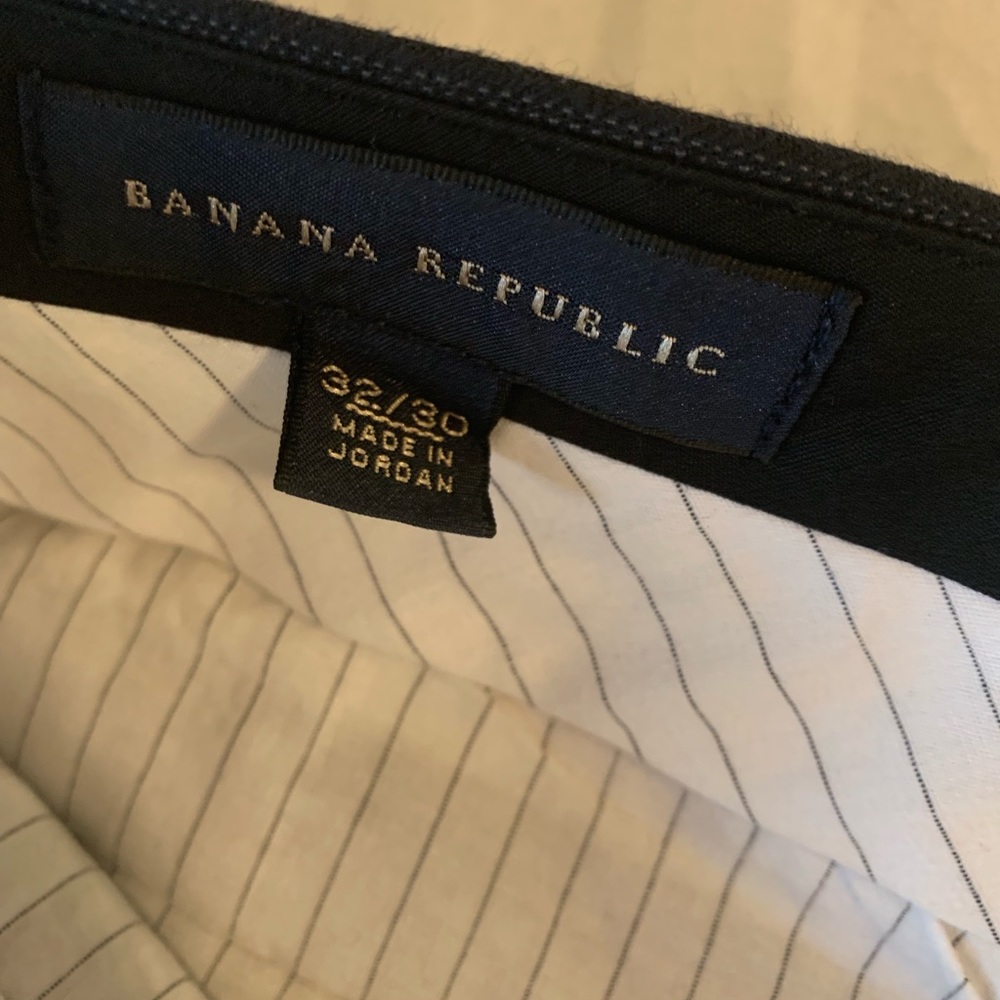 BANANA REPUBLIC
32/30
MADE IN
JORDAN